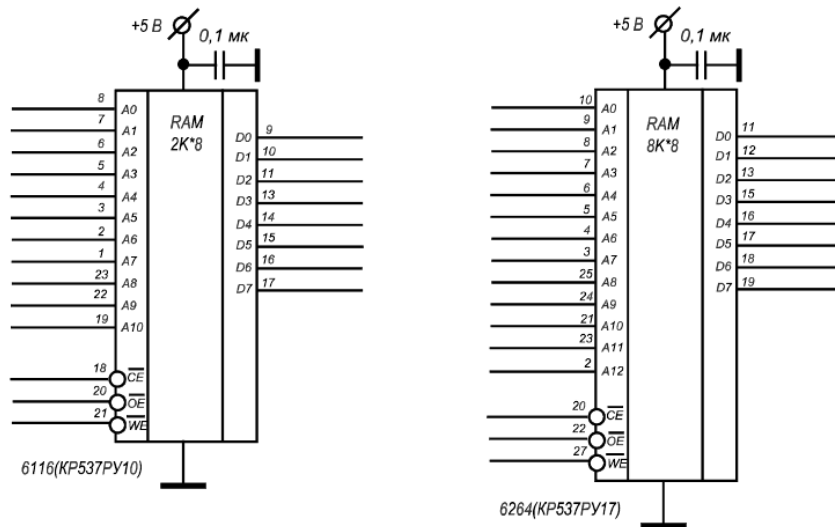 +5 В
0,1 мк
8 A0
7 A1
6 A2
5 A3
4 A4
3 A5
2 A6
1 A7
23 A8
22 A9
19 A10
18 CE
20 OE
21 WE
RAM
2K*8
D0 9
D1 10
D2 11
D3 13
D4 14
D5 15
D6 16
D7 17
6116(КР537РУ10)
+5 В
0,1 мк
10 A0
9 A1
8 A2
7 A3
6 A4
5 A5
4 A6
3 A7
25 A8
24 A9
21 A10
23 A11
2 A12
20 CE
22 OE
27 WE
RAM
8K*8
D0 11
D1 12
D2 13
D3 15
D4 16
D5 17
D6 18
D7 19
6264(КР537РУ17)